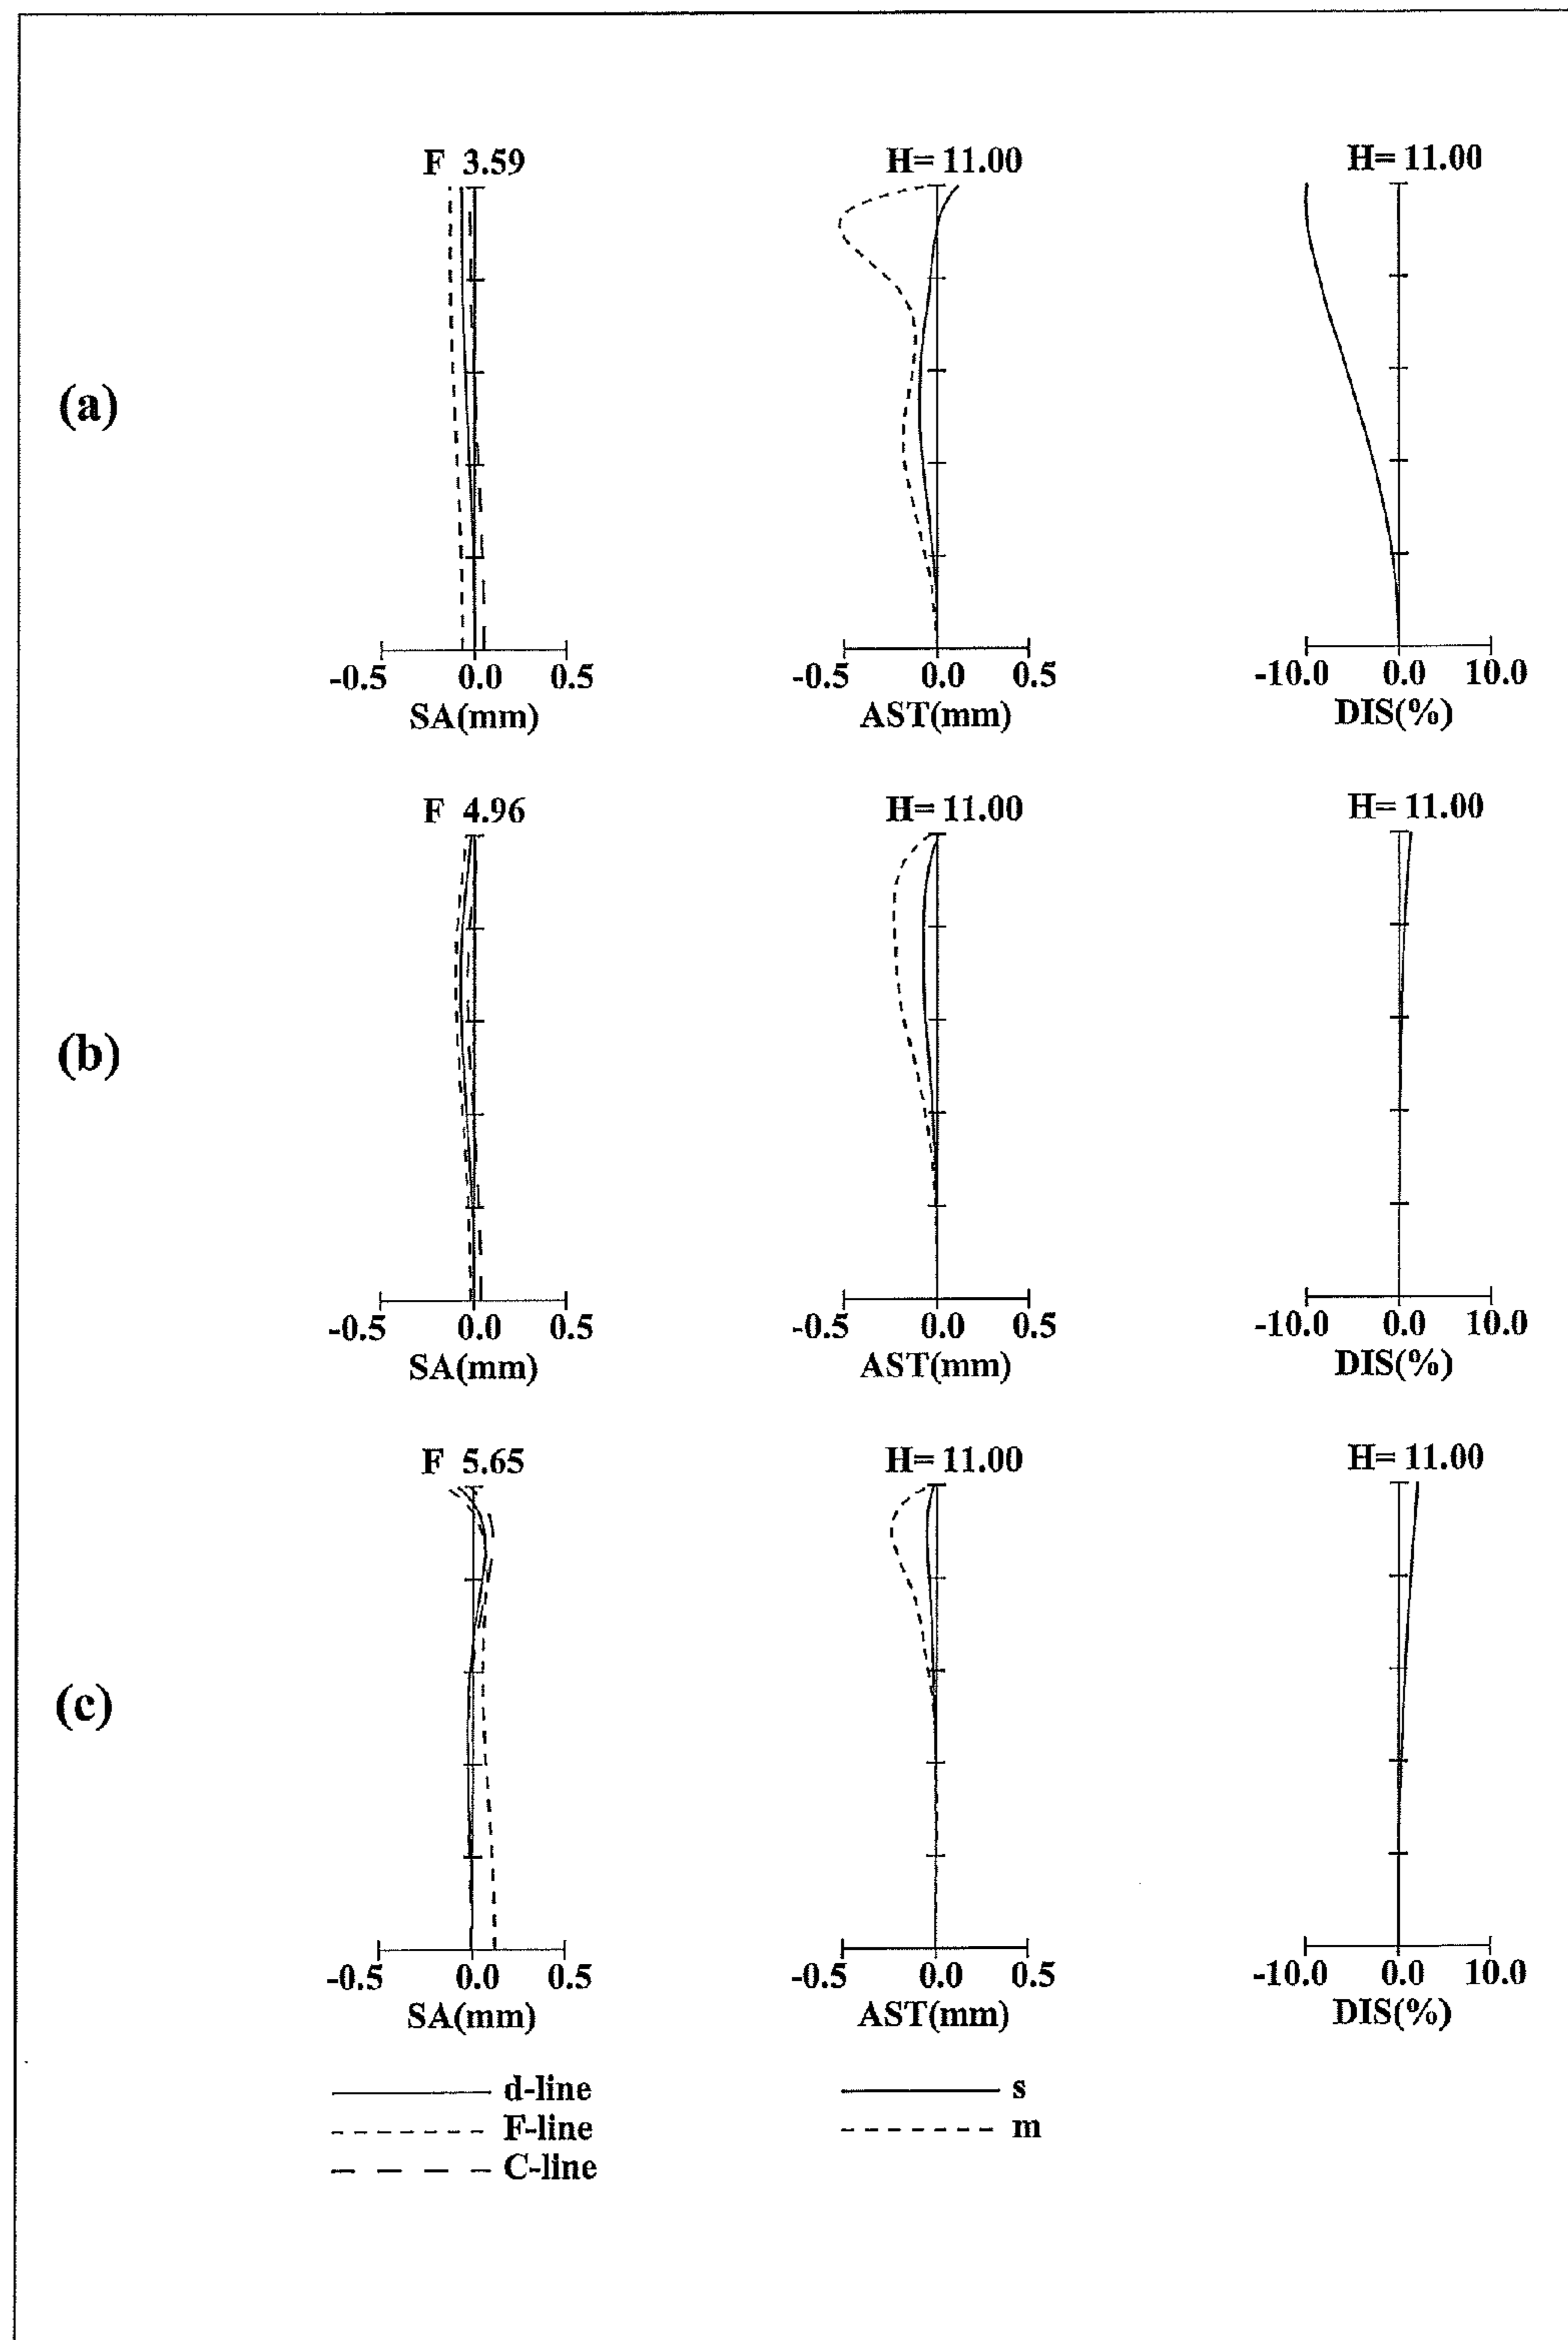 F 3.59
H= 11.00
H= 11.00
(a)
-0.5 0.0 0.5
SA(mm)
-0.5 0.0 0.5
AST(mm)
-10.0 0.0 10.0
DIS(%)
F 4.96
H= 11.00
H= 11.00
(b)
-0.5 0.0 0.5
SA(mm)
-0.5 0.0 0.5
AST(mm)
-10.0 0.0 10.0
DIS(%)
F 5.65
H= 11.00
H= 11.00
(c)
-0.5 0.0 0.5
SA(mm)
-0.5 0.0 0.5
AST(mm)
-10.0 0.0 10.0
DIS(%)
d-line
F-line
C-line
s
m